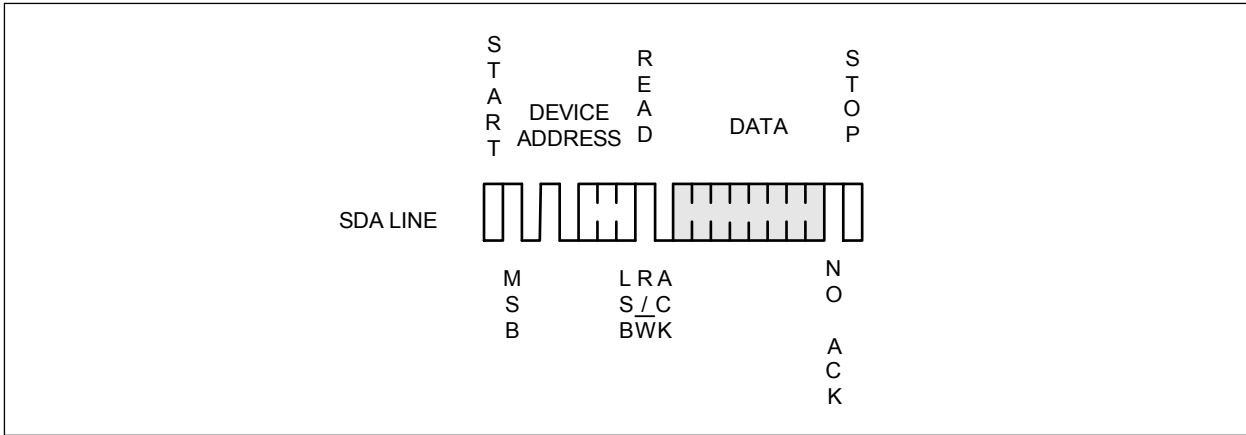 START
DEVICE
ADDRESS
READ
DATA
STOP
SDA LINE
MSB
LSB
R/W
ACK
NO ACK